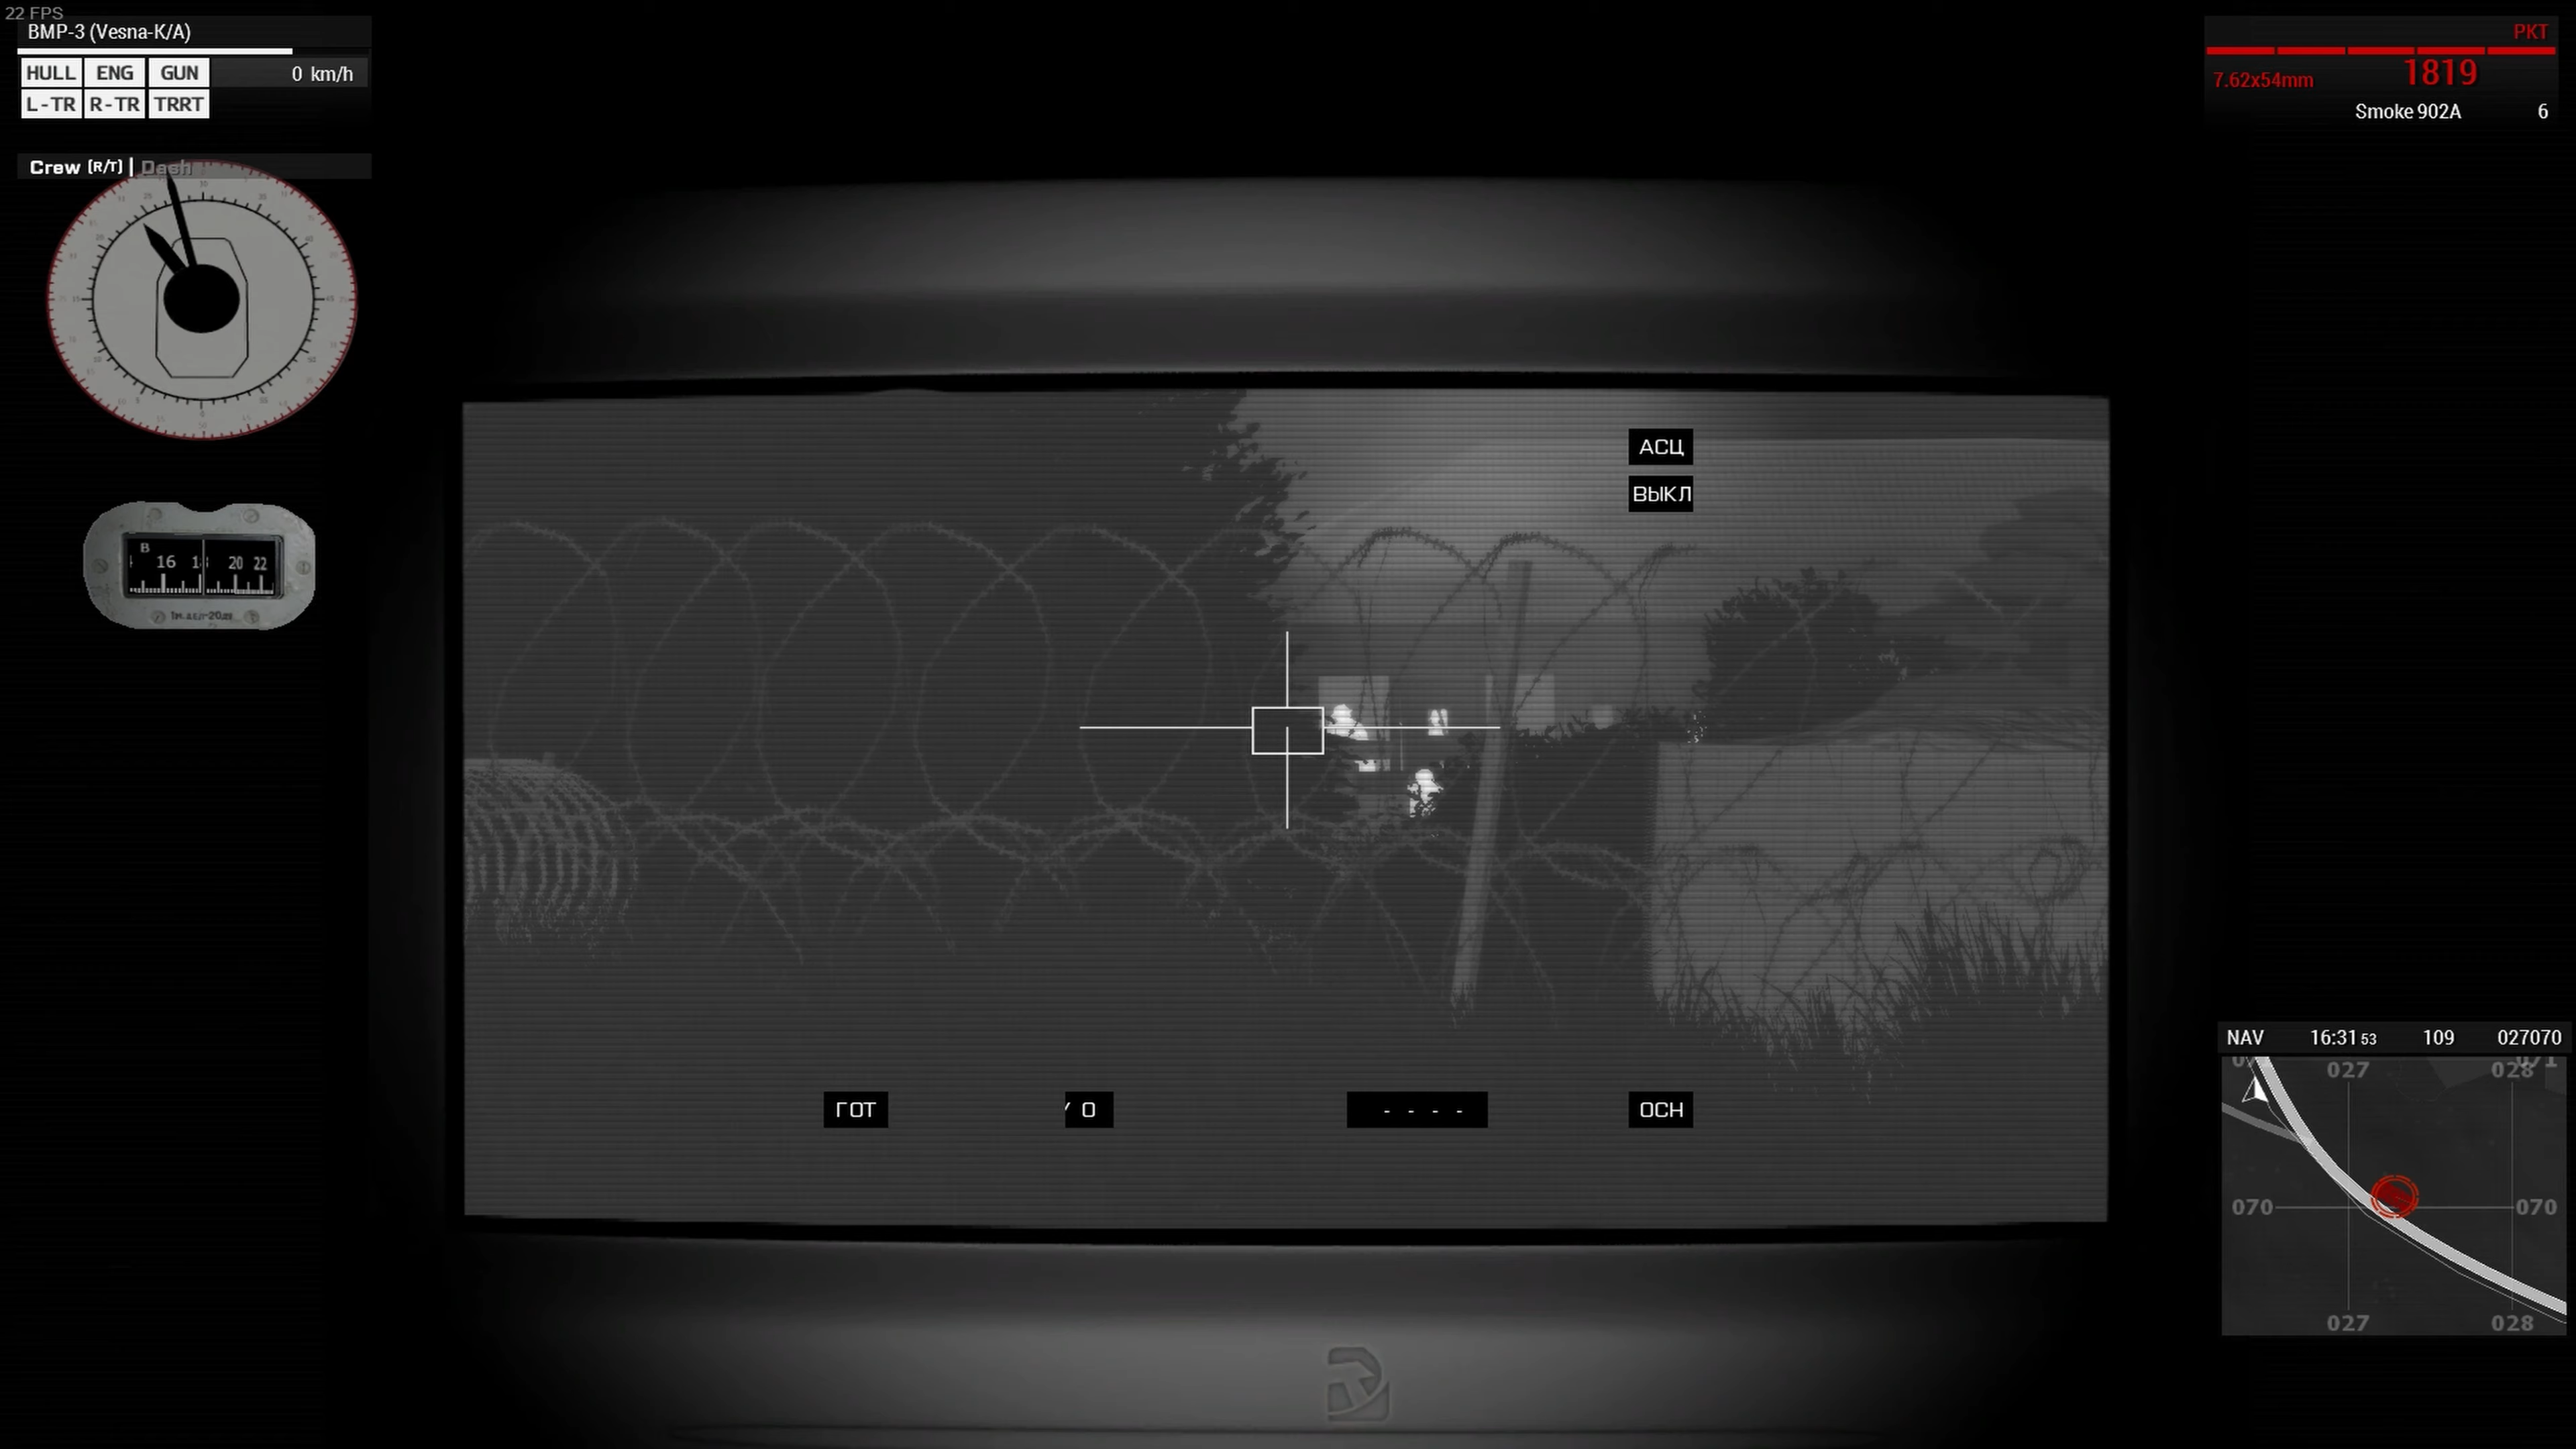 22 FPS
BMP-3 (Vesna-K/A)
HULL ENG GUN 0 km/h
L-TR R-TR TRRT
Crew (R/T) | Dash
В
16 20 22
PKT
7.62x54mm 1819
Smoke 902A 6
АСЦ
ВЫКЛ
ГОТ О - - - - ОСН
NAV 16:31 53 109 027070
027
070 070
027 028